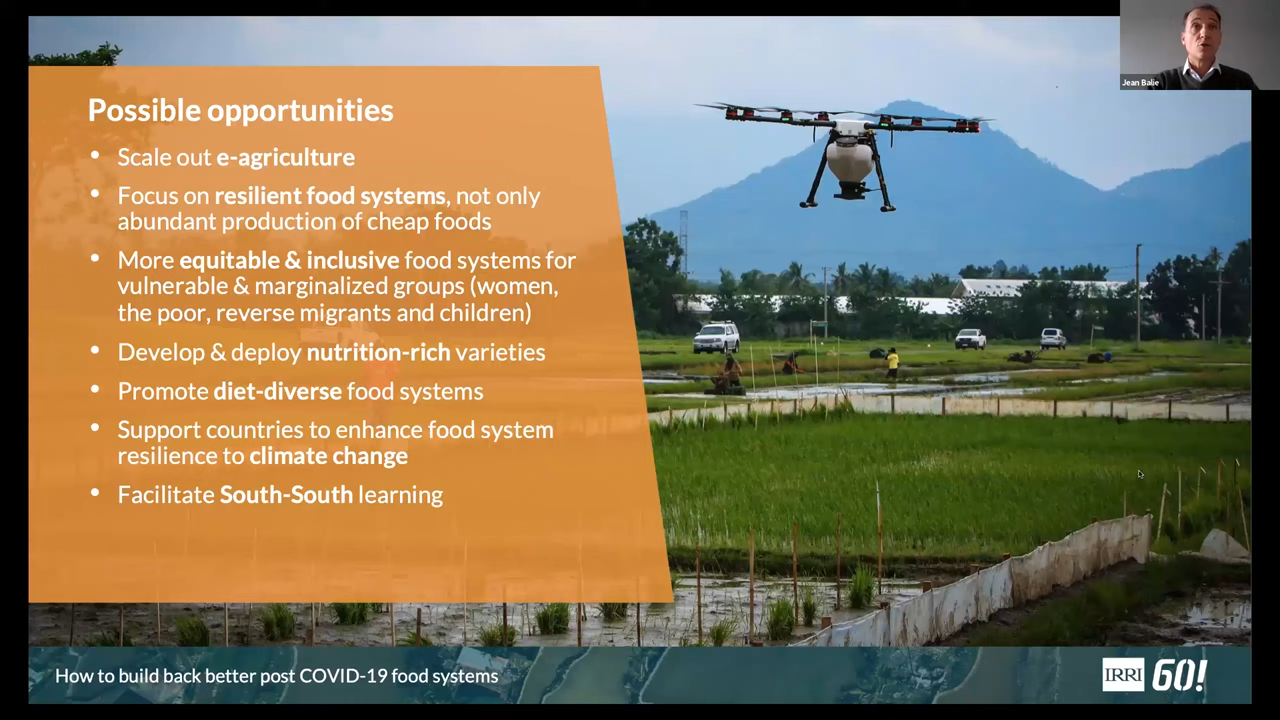 Jean Balie
Possible opportunities
• Scale out e-agriculture
• Focus on resilient food systems, not only
abundant production of cheap foods
• More equitable & inclusive food systems for
vulnerable & marginalized groups (women,
the poor, reverse migrants and children)
• Develop & deploy nutrition-rich varieties
• Promote diet-diverse food systems
• Support countries to enhance food system
resilience to climate change
• Facilitate South-South learning
How to build back better post COVID-19 food systems
IRRI 60!